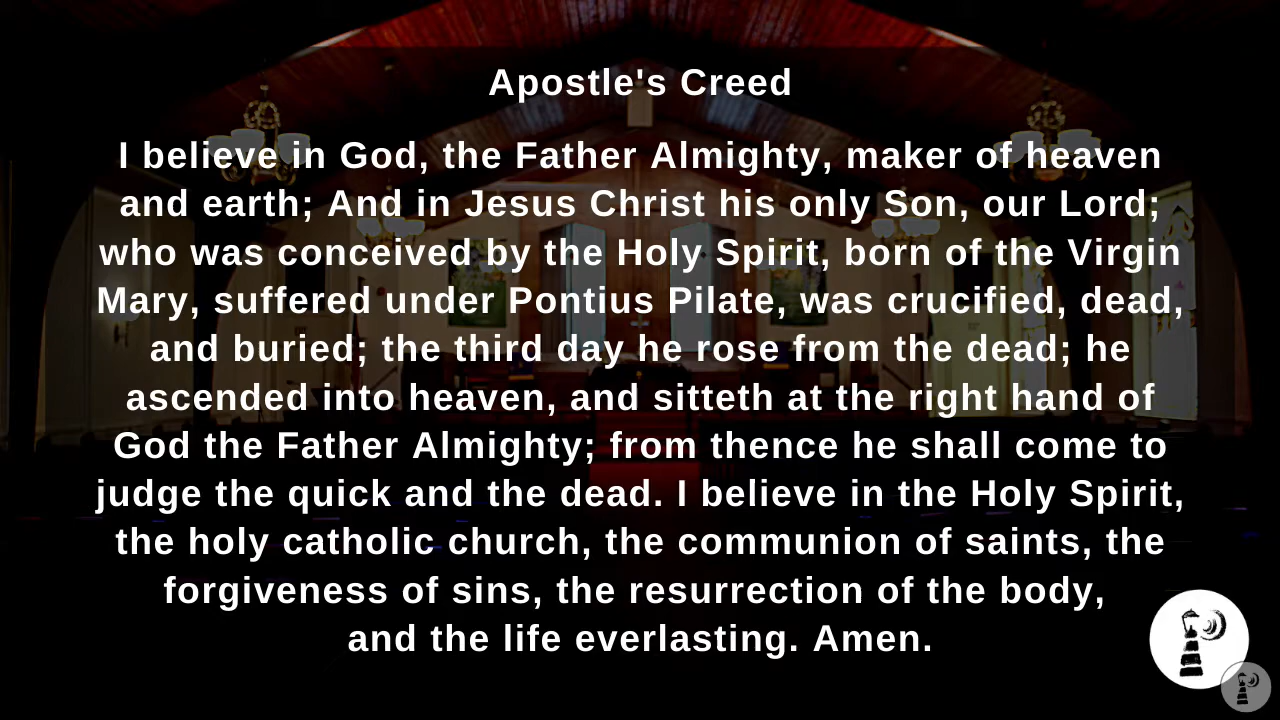 Apostle's Creed
I believe in God, the Father Almighty, maker of heaven
and earth; And in Jesus Christ his only Son, our Lord;
who was conceived by the Holy Spirit, born of the Virgin
Mary, suffered under Pontius Pilate, was crucified, dead,
and buried; the third day he rose from the dead; he
ascended into heaven, and sitteth at the right hand of
God the Father Almighty; from thence he shall come to
judge the quick and the dead. I believe in the Holy Spirit,
the holy catholic church, the communion of saints, the
forgiveness of sins, the resurrection of the body,
and the life everlasting. Amen.